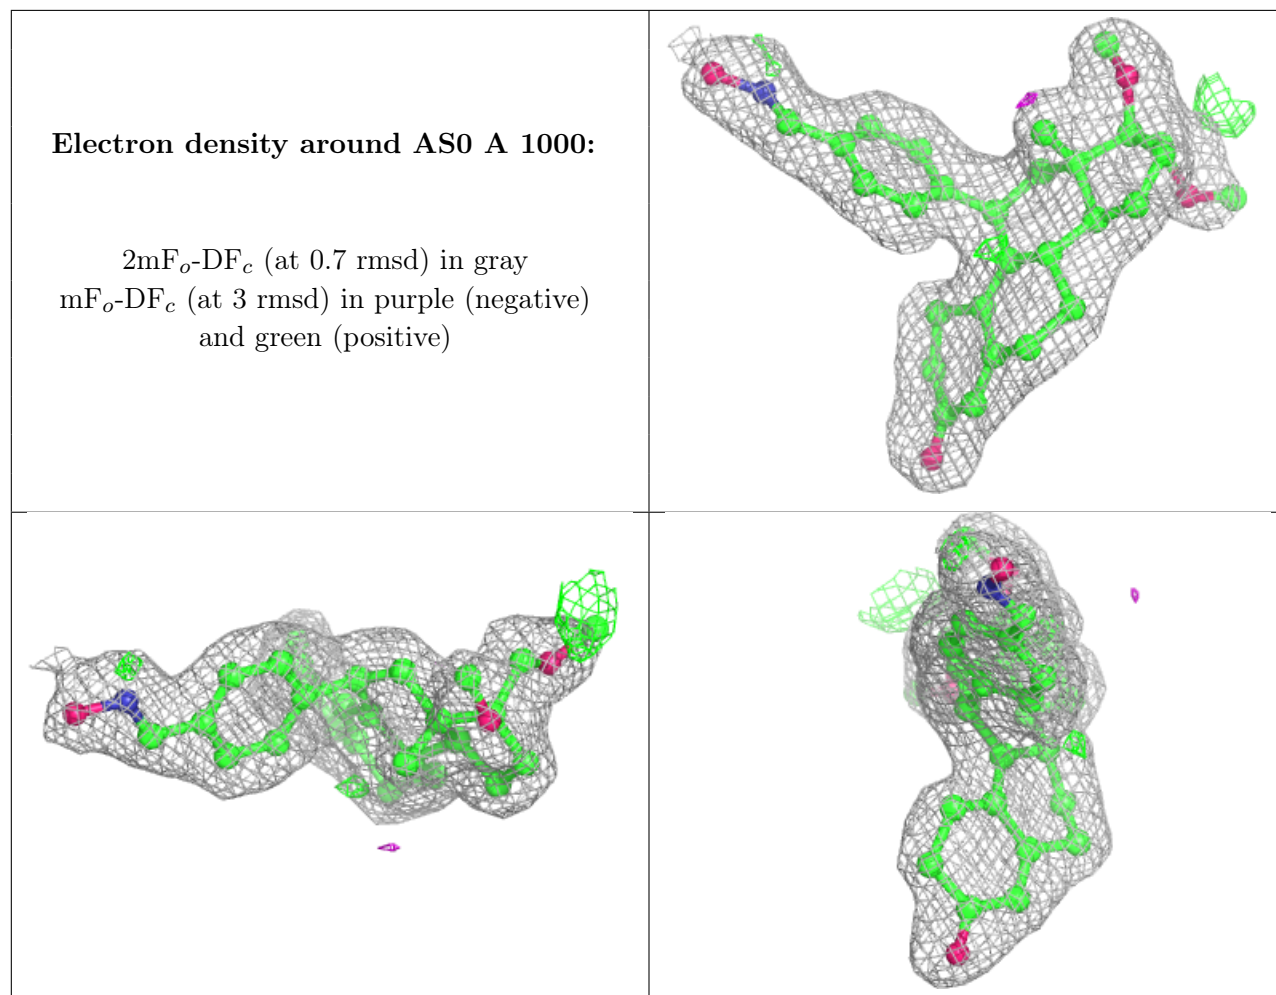 Electron density around AS0 A 1000:
2mFₒ-DF𝒸 (at 0.7 rmsd) in gray
mFₒ-DF𝒸 (at 3 rmsd) in purple (negative)
and green (positive)